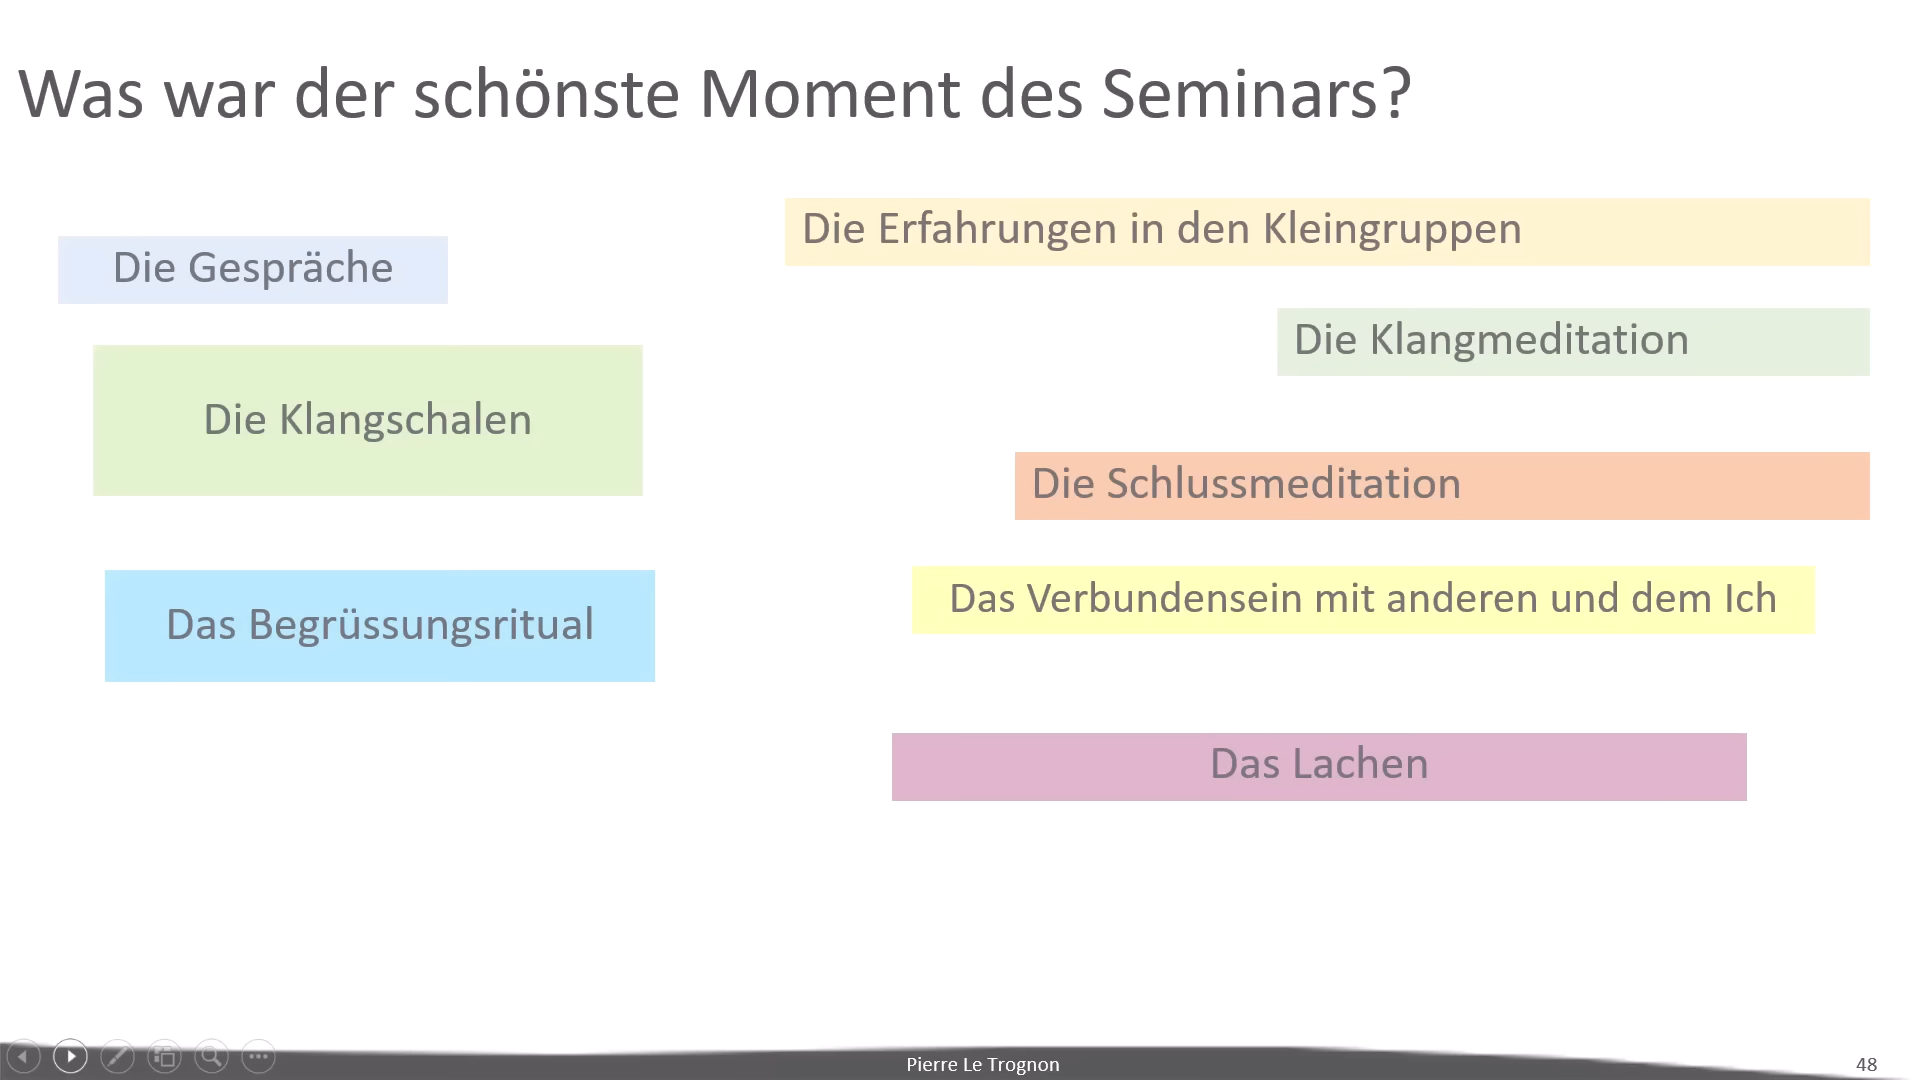 Was war der schönste Moment des Seminars?
Die Gespräche
Die Klangschalen
Das Begrüssungsritual
Die Erfahrungen in den Kleingruppen
Die Klangmeditation
Die Schlussmeditation
Das Verbundensein mit anderen und dem Ich
Das Lachen
Pierre Le Trognon
48